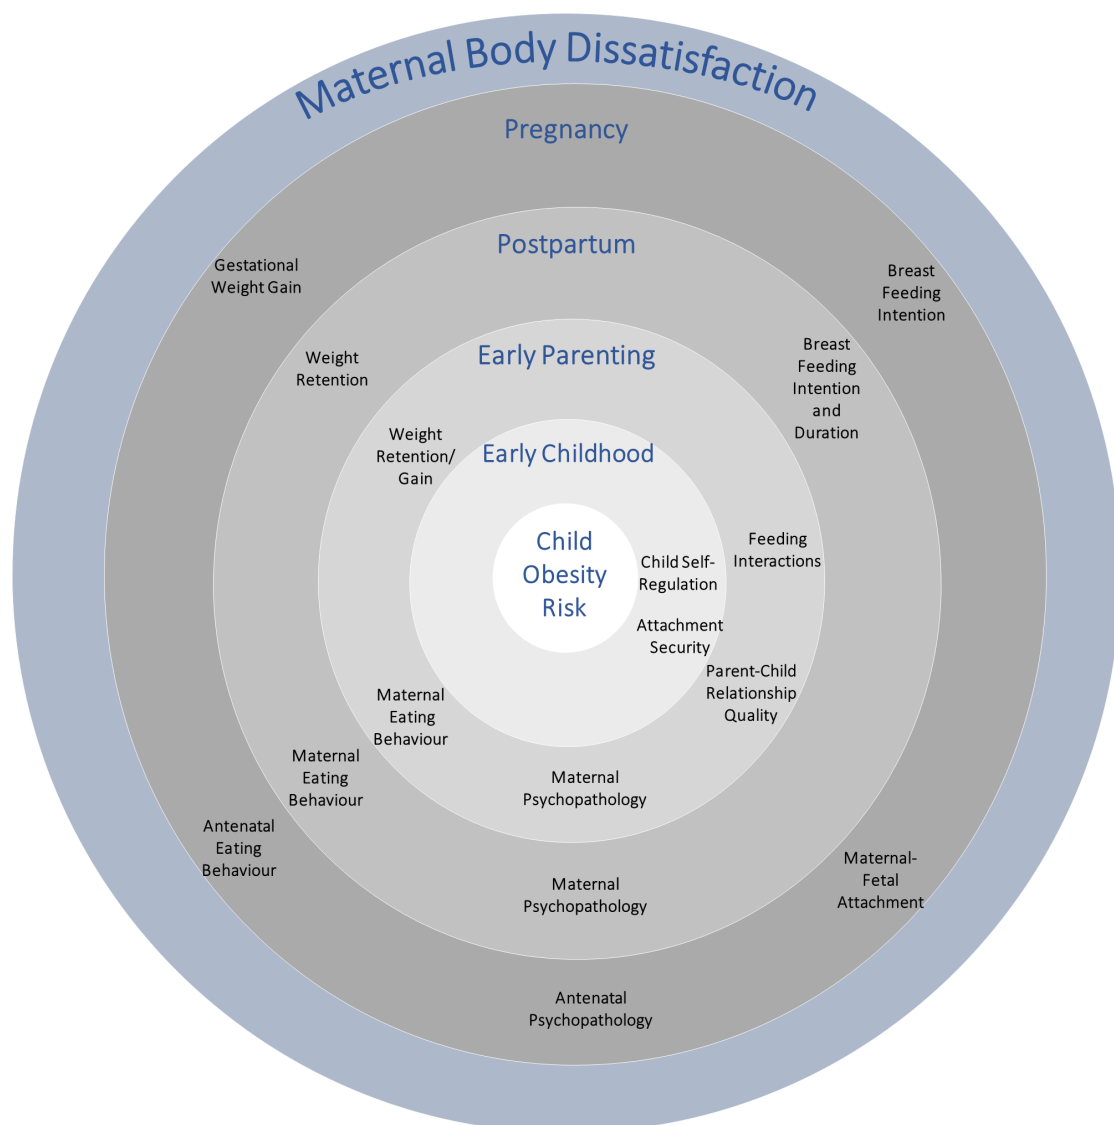 Maternal Body Dissatisfaction
Pregnancy
Postpartum
Gestational
Weight Gain
Breast
Feeding
Intention
Weight
Retention
Breast
Feeding
Intention
and
Duration
Early Parenting
Weight
Retention/
Gain
Early Childhood
Child
Obesity
Risk
Child Self-
Regulation
Feeding
Interactions
Attachment
Security
Parent-Child
Relationship
Quality
Maternal
Eating
Behaviour
Maternal
Eating
Behaviour
Maternal
Psychopathology
Antenatal
Eating
Behaviour
Maternal-
Fetal
Attachment
Maternal
Psychopathology
Antenatal
Psychopathology